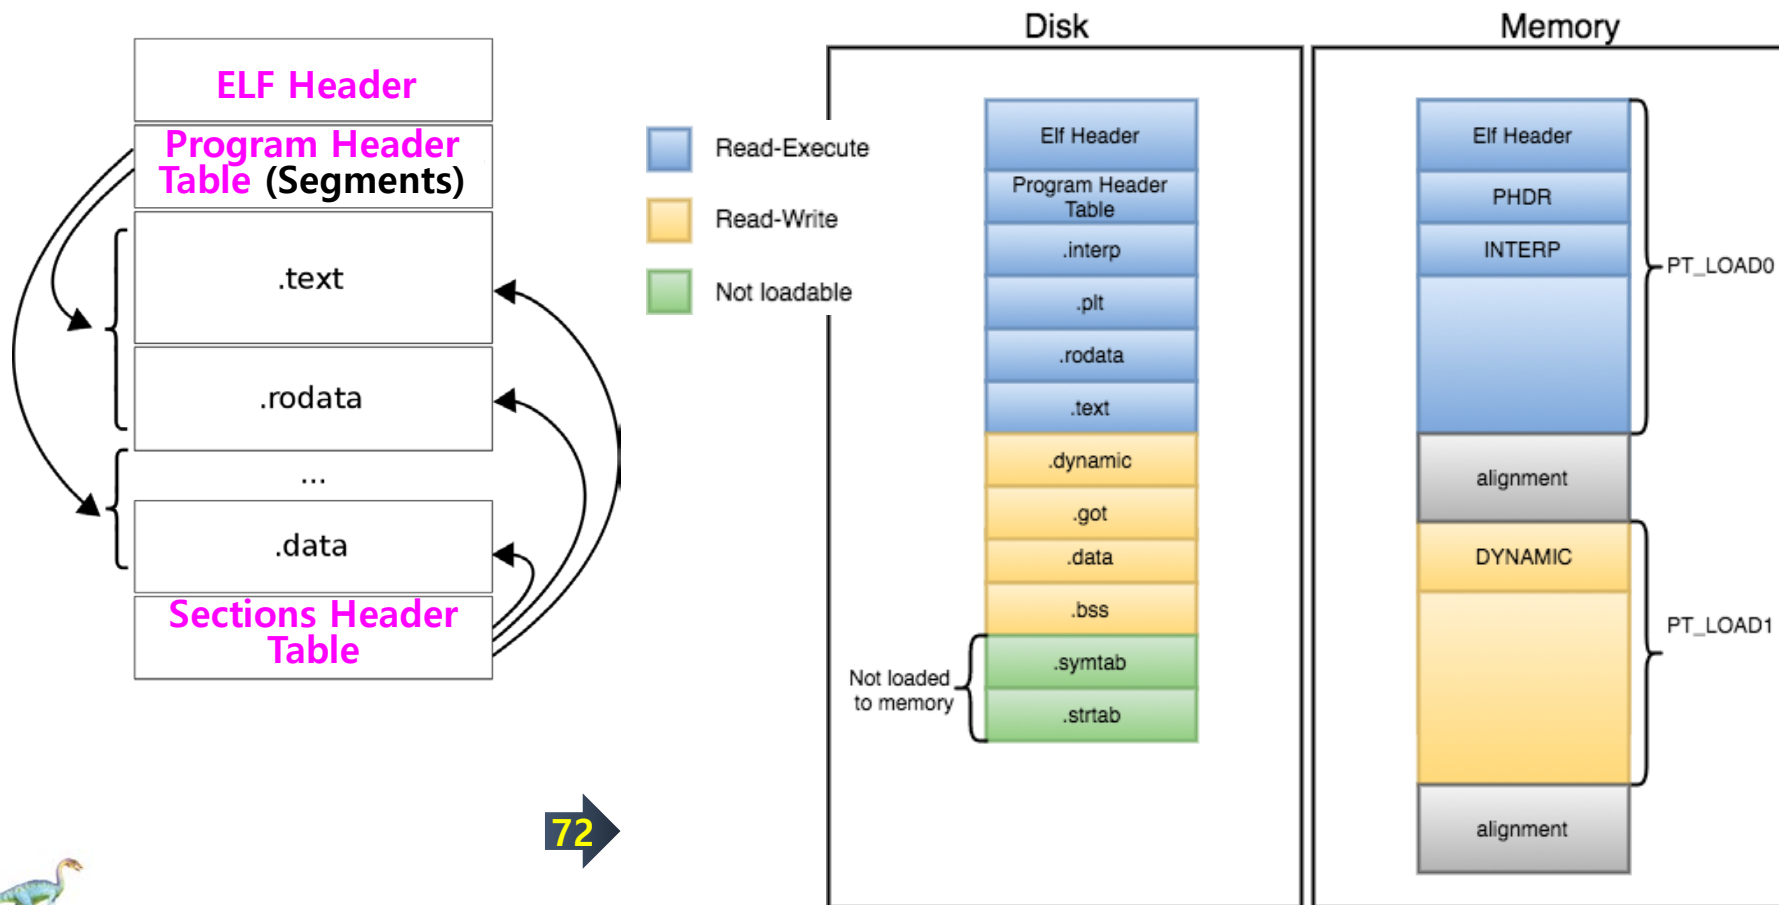 ELF Header
Program Header
Table (Segments)
.text
.rodata
...
.data
Sections Header
Table
72
Read-Execute
Read-Write
Not loadable
Disk
Elf Header
Program Header
Table
.interp
.plt
.rodata
.text
.dynamic
.got
.data
.bss
.symtab
.strtab
Not loaded
to memory
Memory
Elf Header
PHDR
INTERP
PT_LOAD0
alignment
DYNAMIC
PT_LOAD1
alignment